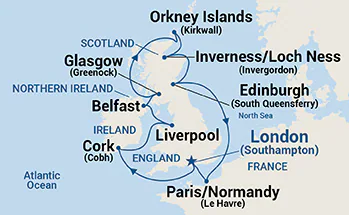 Orkney Islands
(Kirkwall)
SCOTLAND
Glasgow
(Greenock)
Inverness/Loch Ness
(Invergordon)
Edinburgh
(South Queensferry)
NORTHERN IRELAND
North Sea
Belfast
IRELAND
Liverpool
London
(Southampton)
Cork
(Cobh)
ENGLAND
FRANCE
Atlantic
Ocean
Paris/Normandy
(Le Havre)